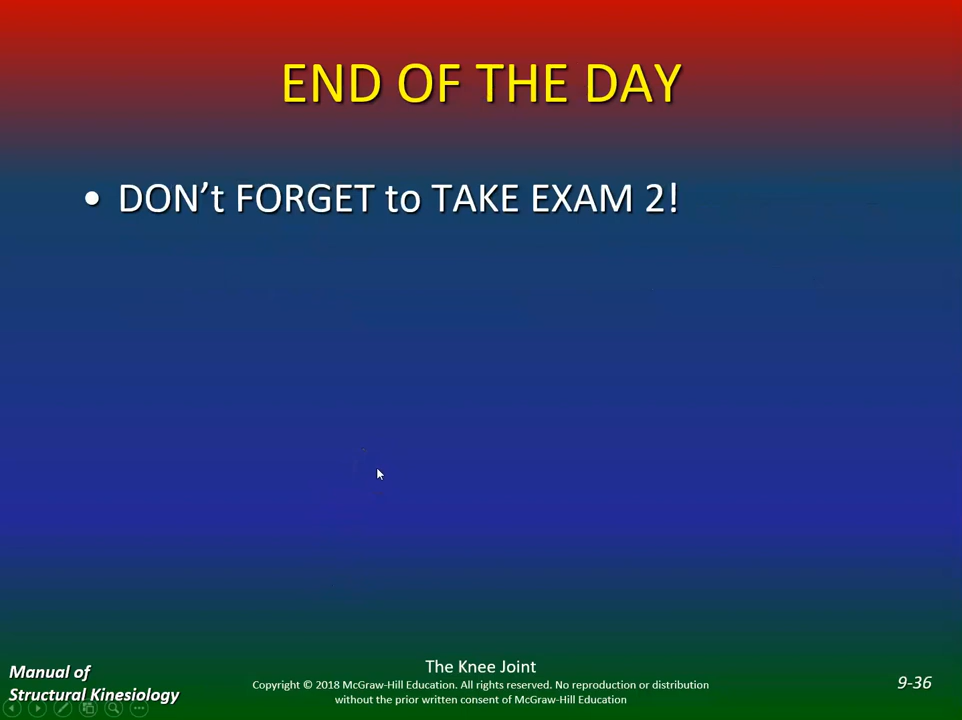 END OF THE DAY
• DON’t FORGET to TAKE EXAM 2!
Manual of
Structural Kinesiology
The Knee Joint
Copyright © 2018 McGraw-Hill Education. All rights reserved. No reproduction or distribution
without the prior written consent of McGraw-Hill Education
9-36